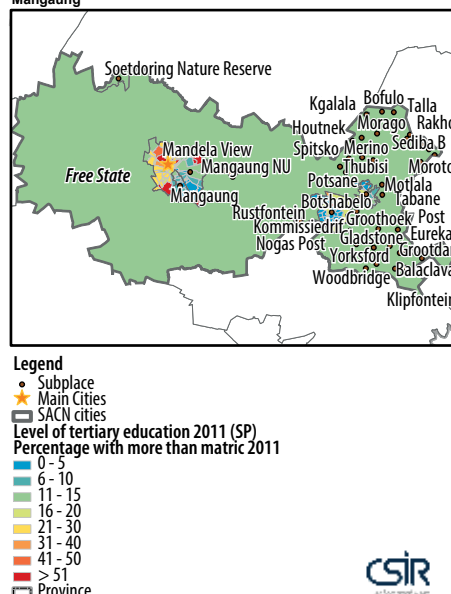 Mangaung
Soetdoring Nature Reserve
Kgalala
Bofulo
Talla
Houtnek
Morago
Rakho
Spitsko
Merino
Sediba B
Mandela View
Thubisi
Moroto
Mangaung NU
Free State
Potsane
Motlala
Mangaung
Botshabelo
Tabane
Rustfontein
Groothoek
Post
Kommissiedrif
Gladstone
Eureka
Nogas Post
Yorksford
Grootdam
Woodbridge
Balaclava
Klipfontein
Legend
Subplace
Main Cities
SACN cities
Level of tertiary education 2011 (SP)
Percentage with more than matric 2011
0 - 5
6 - 10
11 - 15
16 - 20
21 - 30
31 - 40
41 - 50
> 51
Province
CSIR